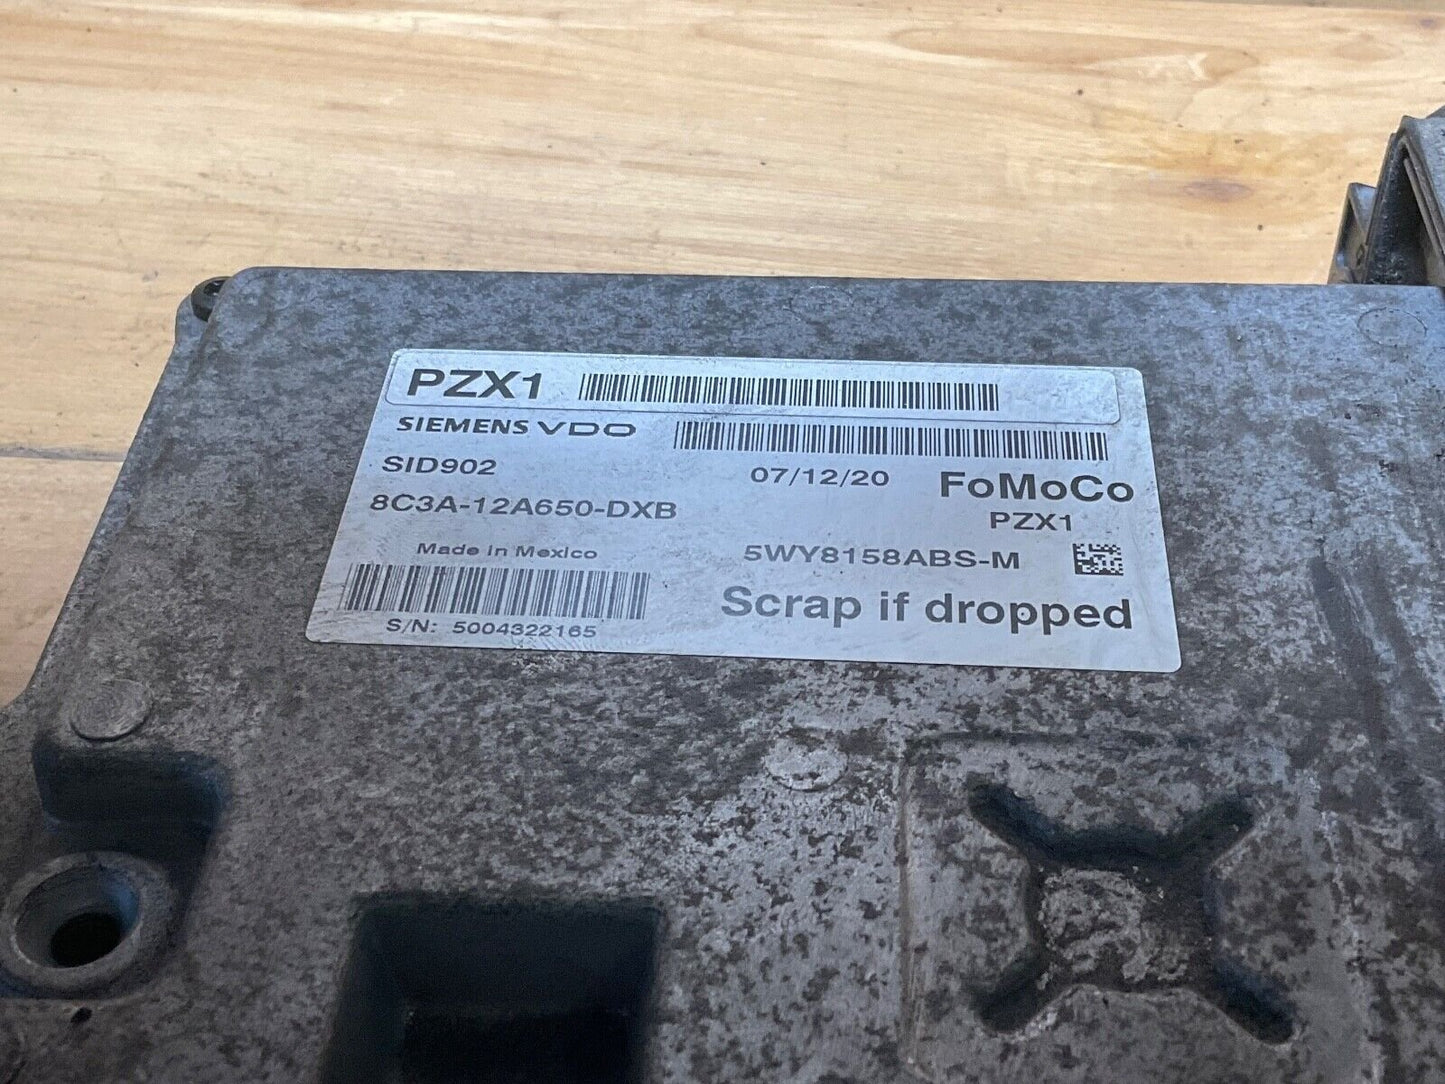 PZX1
SIEMENS VDO
SID902
07/12/20
FoMoCo
8C3A-12A650-DXB
PZX1
Made in Mexico
5WY8158ABS-M
Scrap if dropped
S/N: 5004322165